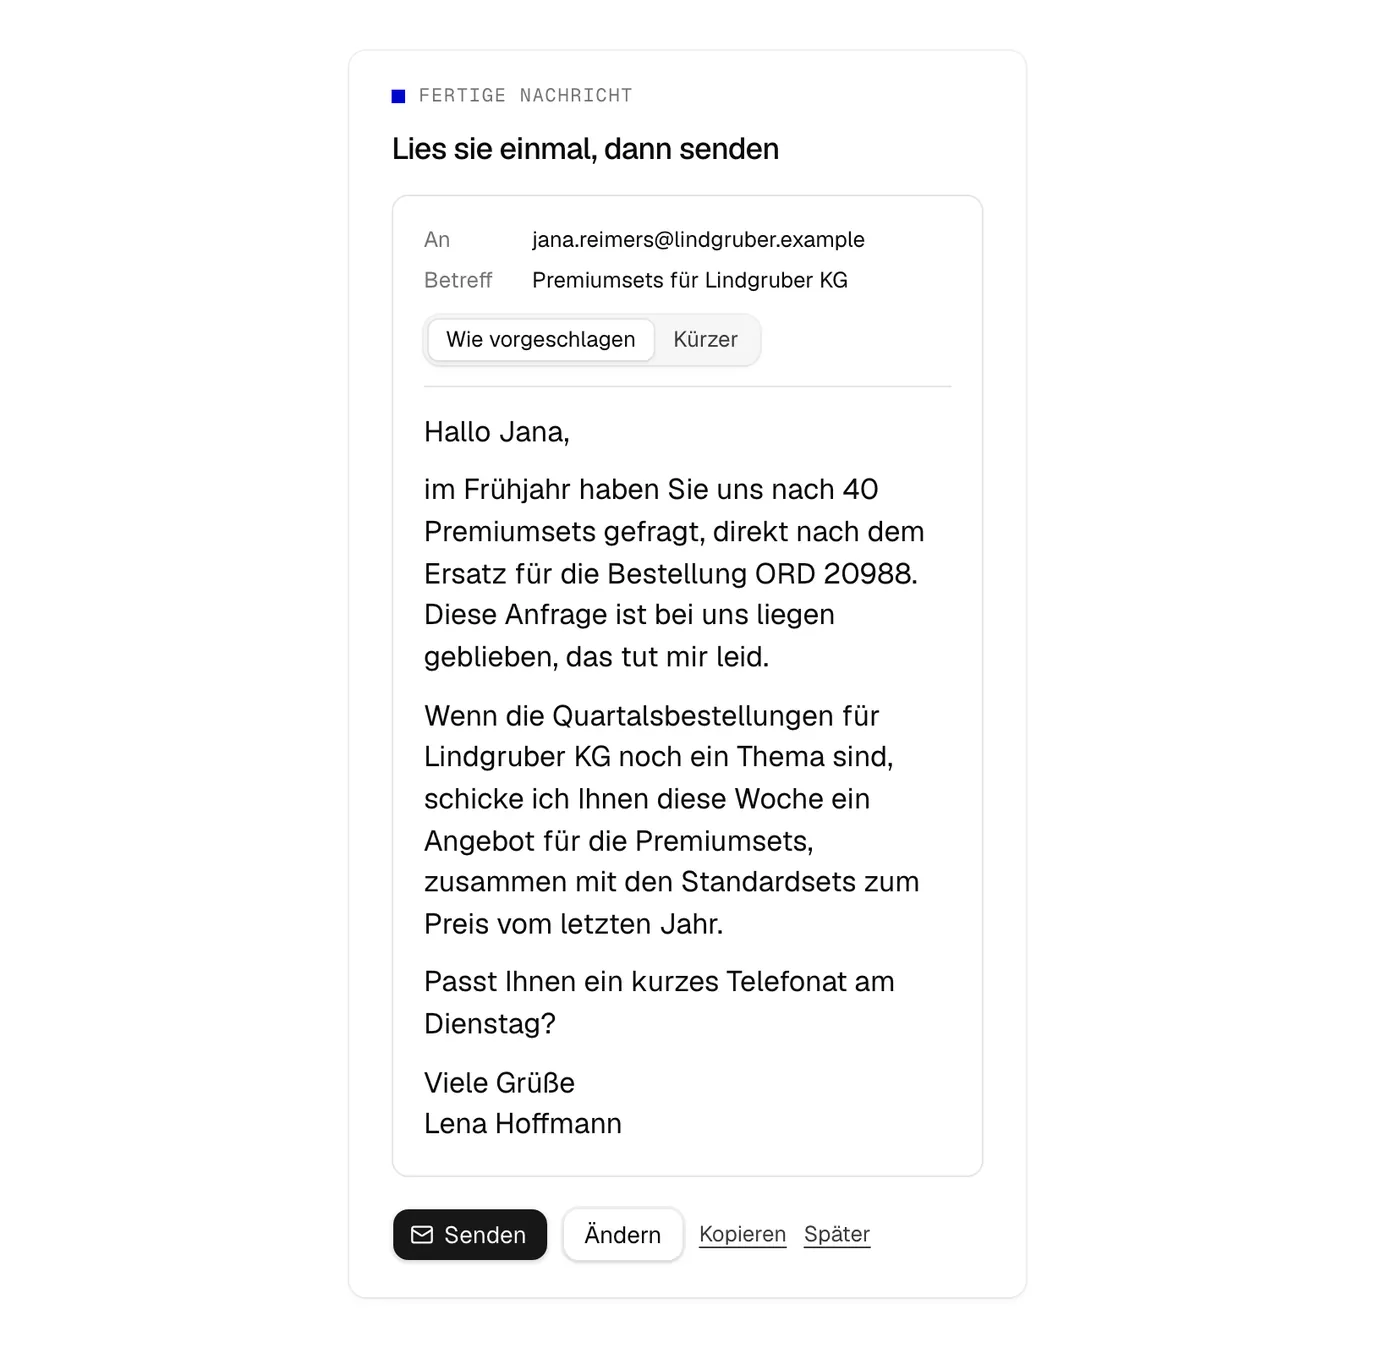 FERTIGE NACHRICHT
Lies sie einmal, dann senden
An jana.reimers@lindgruber.example
Betreff Premiumsets für Lindgruber KG
Wie vorgeschlagen Kürzer
Hallo Jana,
im Frühjahr haben Sie uns nach 40
Premiumsets gefragt, direkt nach dem
Ersatz für die Bestellung ORD 20988.
Diese Anfrage ist bei uns liegen
geblieben, das tut mir leid.
Wenn die Quartalsbestellungen für
Lindgruber KG noch ein Thema sind,
schicke ich Ihnen diese Woche ein
Angebot für die Premiumsets,
zusammen mit den Standardsets zum
Preis vom letzten Jahr.
Passt Ihnen ein kurzes Telefonat am
Dienstag?
Viele Grüße
Lena Hoffmann
Senden Ändern Kopieren Später